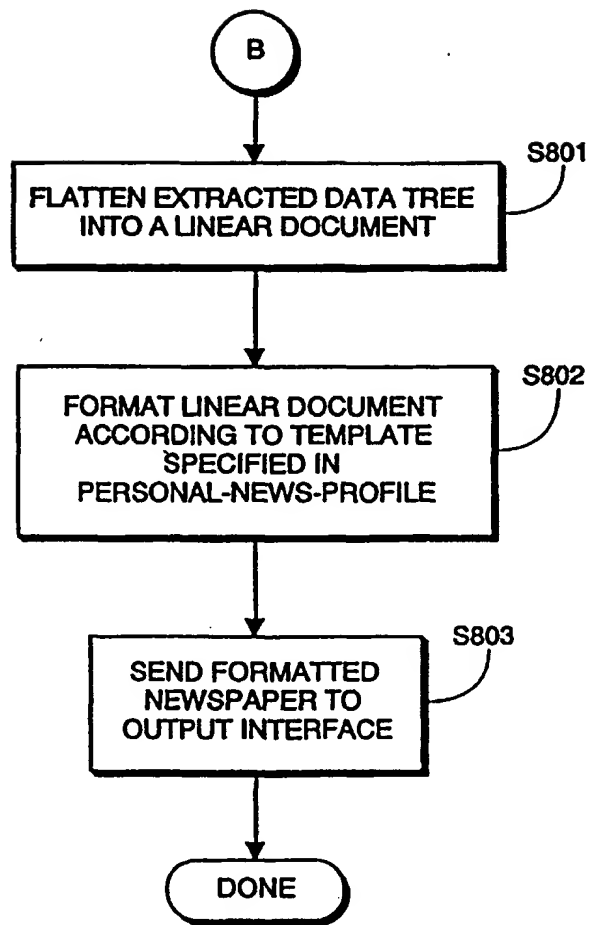 B
S801
FLATTEN EXTRACTED DATA TREE
INTO A LINEAR DOCUMENT
S802
FORMAT LINEAR DOCUMENT
ACCORDING TO TEMPLATE
SPECIFIED IN
PERSONAL-NEWS-PROFILE
S803
SEND FORMATTED
NEWSPAPER TO
OUTPUT INTERFACE
DONE